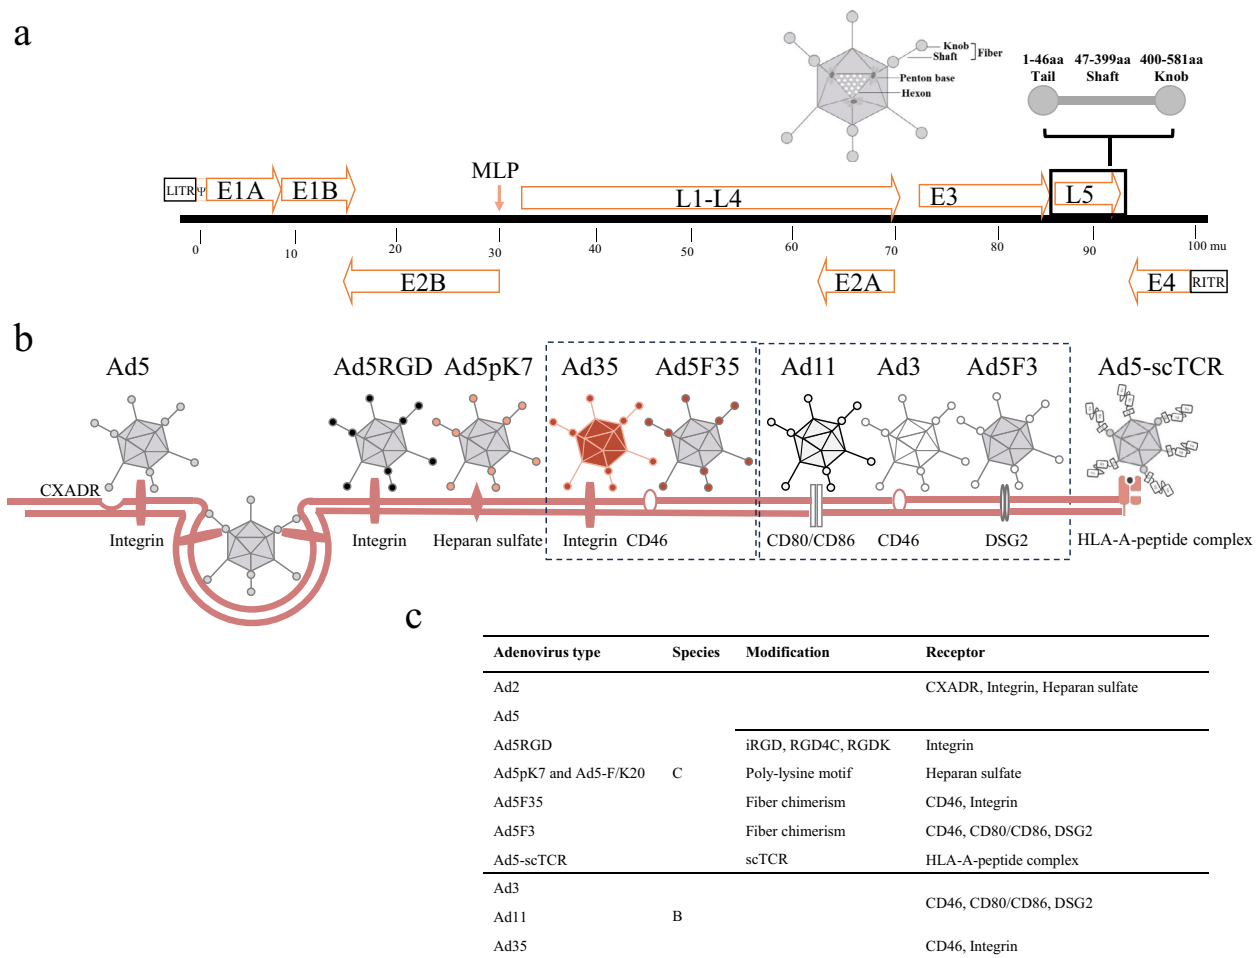 a
Knob
Shaft
Fiber
Penton base
Hexon
1-46aa 47-399aa 400-581aa
Tail Shaft Knob
MLP
LITR Ψ E1A E1B L1-L4 E3 L5
0 10 20 30 40 50 60 70 80 90 100 mu
E2B E2A E4 RITR
b
Ad5 Ad5RGD Ad5pK7 Ad35 Ad5F35 Ad11 Ad3 Ad5F3 Ad5-scTCR
CXADR
Integrin Integrin Heparan sulfate Integrin CD46 CD80/CD86 CD46 DSG2 HLA-A-peptide complex
c
Adenovirus type Species Modification Receptor
Ad2 CXADR, Integrin, Heparan sulfate
Ad5
Ad5RGD iRGD, RGD4C, RGDK Integrin
Ad5pK7 and Ad5-F/K20 C Poly-lysine motif Heparan sulfate
Ad5F35 Fiber chimerism CD46, Integrin
Ad5F3 Fiber chimerism CD46, CD80/CD86, DSG2
Ad5-scTCR scTCR HLA-A-peptide complex
Ad3
CD46, CD80/CD86, DSG2
Ad11 B
Ad35 CD46, Integrin